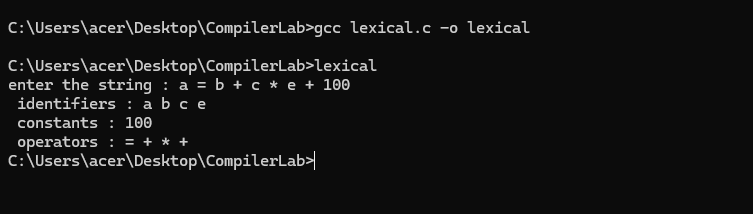 C:\Users\acer\Desktop\CompilerLab>gcc lexical.c -o lexical
C:\Users\acer\Desktop\CompilerLab>lexical
enter the string : a = b + c * e + 100
 identifiers : a b c e
 constants : 100
 operators : = + * +
C:\Users\acer\Desktop\CompilerLab>